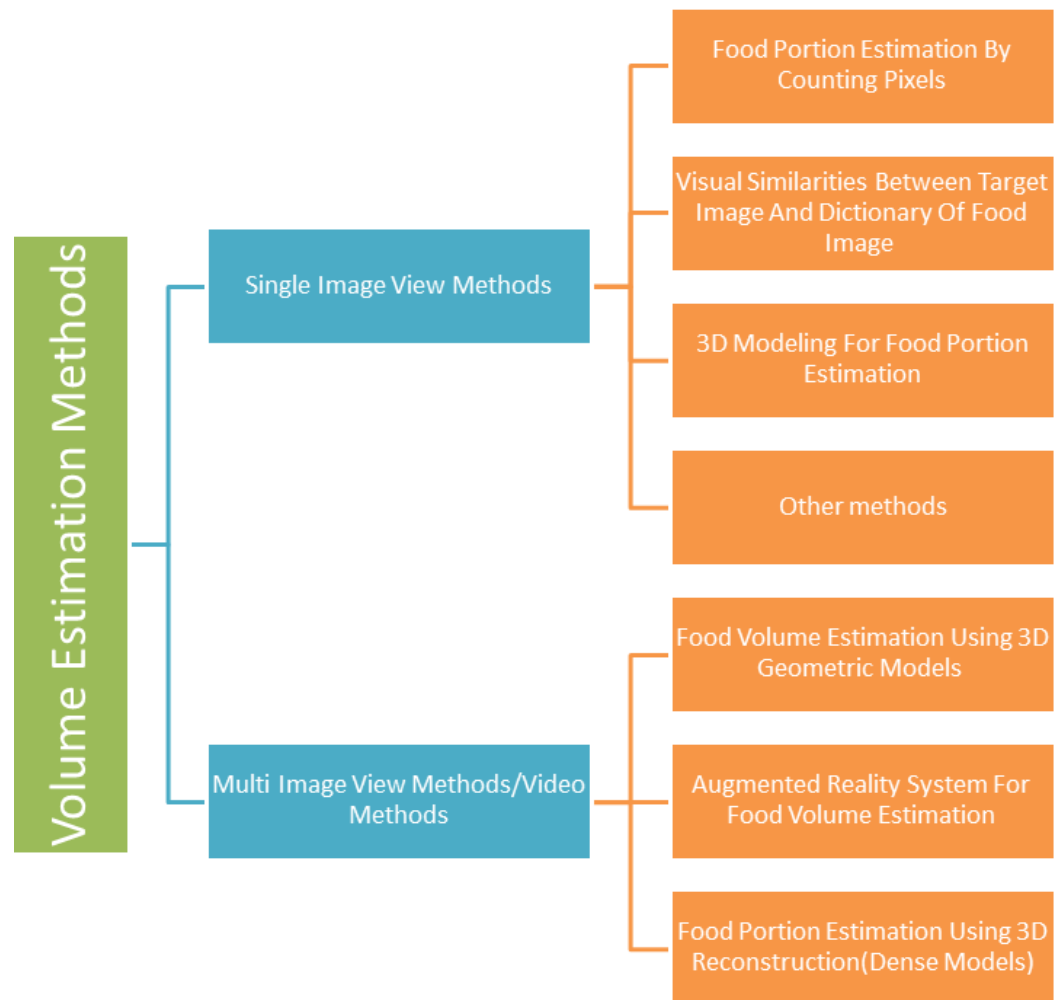 Volume Estimation Methods
Single Image View Methods
Food Portion Estimation By
Counting Pixels
Visual Similarities Between Target
Image And Dictionary Of Food
Image
3D Modeling For Food Portion
Estimation
Other methods
Multi Image View Methods/Video
Methods
Food Volume Estimation Using 3D
Geometric Models
Augmented Reality System For
Food Volume Estimation
Food Portion Estimation Using 3D
Reconstruction(Dense Models)